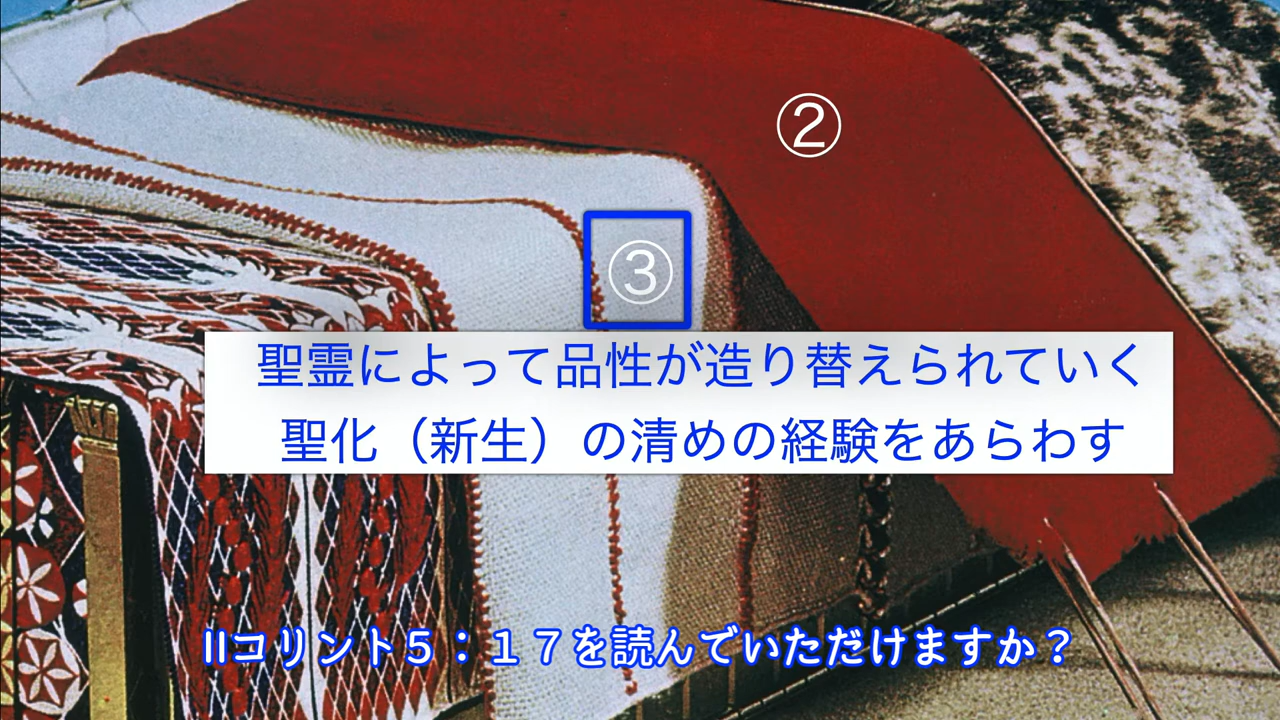 ②
③
聖霊によって品性が造り替えられていく
聖化（新生）の清めの経験をあらわす
IIコリント５：１７を読んでいただけますか？